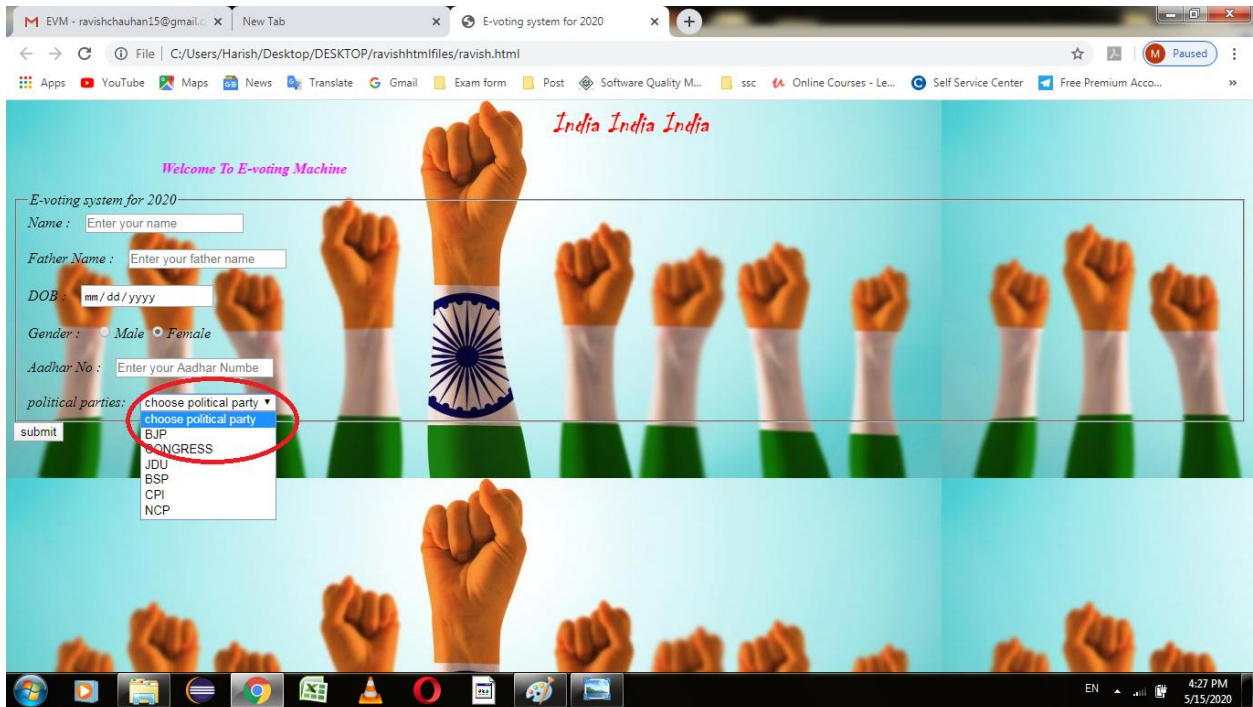 EVM - ravishchauhan15@gmail.c
New Tab
E-voting system for 2020
File | C:/Users/Harish/Desktop/DESKTOP/ravishhtmlfiles/ravish.html
M Paused
Apps YouTube Maps News Translate Gmail Exam form Post Software Quality M... ssc Online Courses - Le... Self Service Center Free Premium Acco... »
India India India
Welcome To E-voting Machine
E-voting system for 2020
Name : Enter your name
Father Name : Enter your father name
DOB : mm/dd/yyyy
Gender : Male Female
Aadhar No : Enter your Aadhar Numbe
political parties: choose political party
choose political party
BJP
CONGRESS
JDU
BSP
CPI
NCP
submit
EN
4:27 PM
5/15/2020